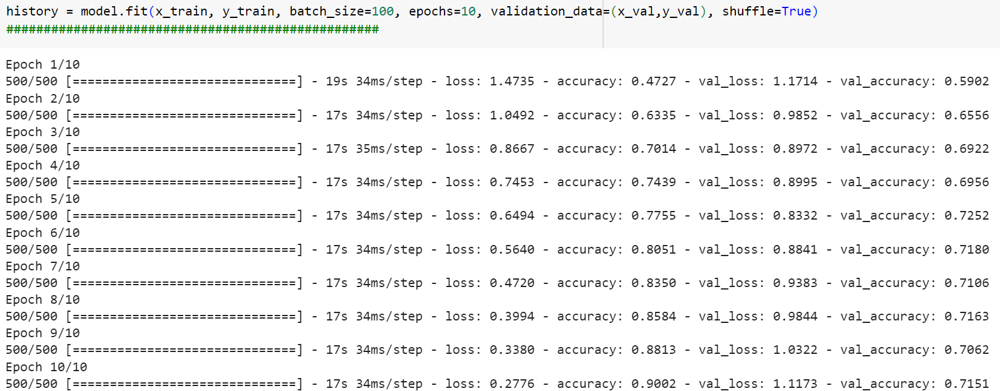 history = model.fit(x_train, y_train, batch_size=100, epochs=10, validation_data=(x_val,y_val), shuffle=True)
##################################################
Epoch 1/10
500/500 [==============================] - 19s 34ms/step - loss: 1.4735 - accuracy: 0.4727 - val_loss: 1.1714 - val_accuracy: 0.5902
Epoch 2/10
500/500 [==============================] - 17s 34ms/step - loss: 1.0492 - accuracy: 0.6335 - val_loss: 0.9852 - val_accuracy: 0.6556
Epoch 3/10
500/500 [==============================] - 17s 35ms/step - loss: 0.8667 - accuracy: 0.7014 - val_loss: 0.8972 - val_accuracy: 0.6922
Epoch 4/10
500/500 [==============================] - 17s 34ms/step - loss: 0.7453 - accuracy: 0.7439 - val_loss: 0.8995 - val_accuracy: 0.6956
Epoch 5/10
500/500 [==============================] - 17s 34ms/step - loss: 0.6494 - accuracy: 0.7755 - val_loss: 0.8332 - val_accuracy: 0.7252
Epoch 6/10
500/500 [==============================] - 17s 34ms/step - loss: 0.5640 - accuracy: 0.8051 - val_loss: 0.8841 - val_accuracy: 0.7180
Epoch 7/10
500/500 [==============================] - 17s 34ms/step - loss: 0.4720 - accuracy: 0.8350 - val_loss: 0.9383 - val_accuracy: 0.7106
Epoch 8/10
500/500 [==============================] - 17s 34ms/step - loss: 0.3994 - accuracy: 0.8584 - val_loss: 0.9844 - val_accuracy: 0.7163
Epoch 9/10
500/500 [==============================] - 17s 34ms/step - loss: 0.3380 - accuracy: 0.8813 - val_loss: 1.0322 - val_accuracy: 0.7062
Epoch 10/10
500/500 [==============================] - 17s 34ms/step - loss: 0.2776 - accuracy: 0.9002 - val_loss: 1.1173 - val_accuracy: 0.7151